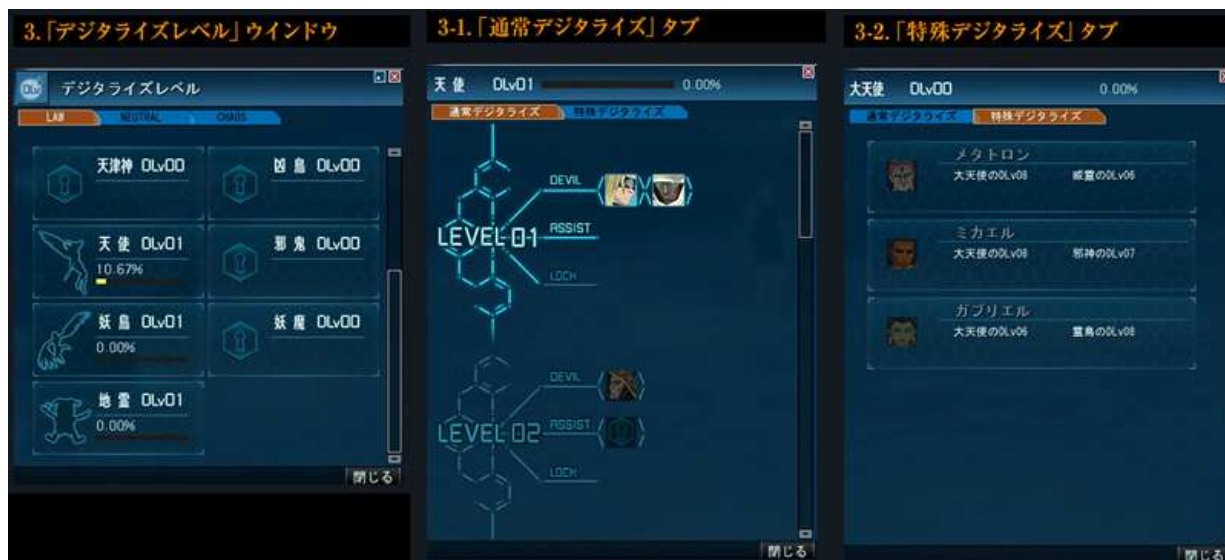 3.「デジタライズレベル」ウインドウ
DLv
デジタライズレベル
LAW
NEUTRAL
CHAOS
天津神 DLv00
凶鳥 DLv00
天使 DLv01
10.67%
邪鬼 DLv00
妖鳥 DLv01
0.00%
妖魔 DLv00
地霊 DLv01
0.00%
閉じる
3-1.「通常デジタライズ」タブ
天使 DLv01 0.00%
通常デジタライズ
特殊デジタライズ
DEVIL
LEVEL 01
ASSIST
LOCK
DEVIL
LEVEL 02
ASSIST
LOCK
閉じる
3-2.「特殊デジタライズ」タブ
大天使 DLv00 0.00%
通常デジタライズ
特殊デジタライズ
メタトロン
大天使のDLv08 威霊のDLv06
ミカエル
大天使のDLv08 邪神のDLv07
ガブリエル
大天使のDLv06 霊鳥のDLv08
閉じる